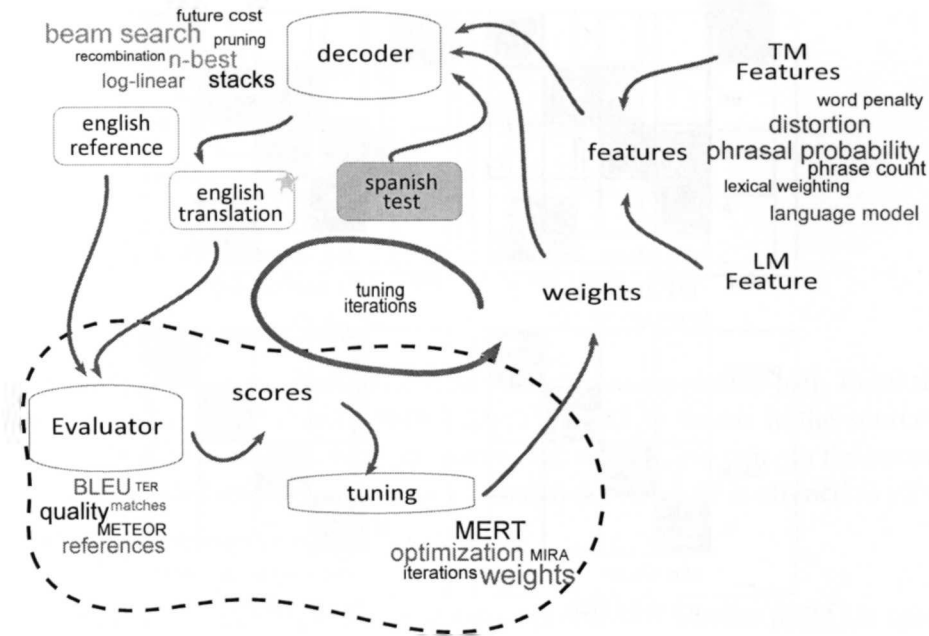 future cost
beam search pruning
recombination n-best
log-linear stacks
decoder
TM
Features
word penalty
distortion
features phrasal probability
phrase count
lexical weighting
language model
LM
Feature
english
reference
english
translation
spanish
test
tuning
iterations
weights
scores
Evaluator
BLEU TER
quality matches
METEOR
references
tuning
MERT
optimization MIRA
iterations weights